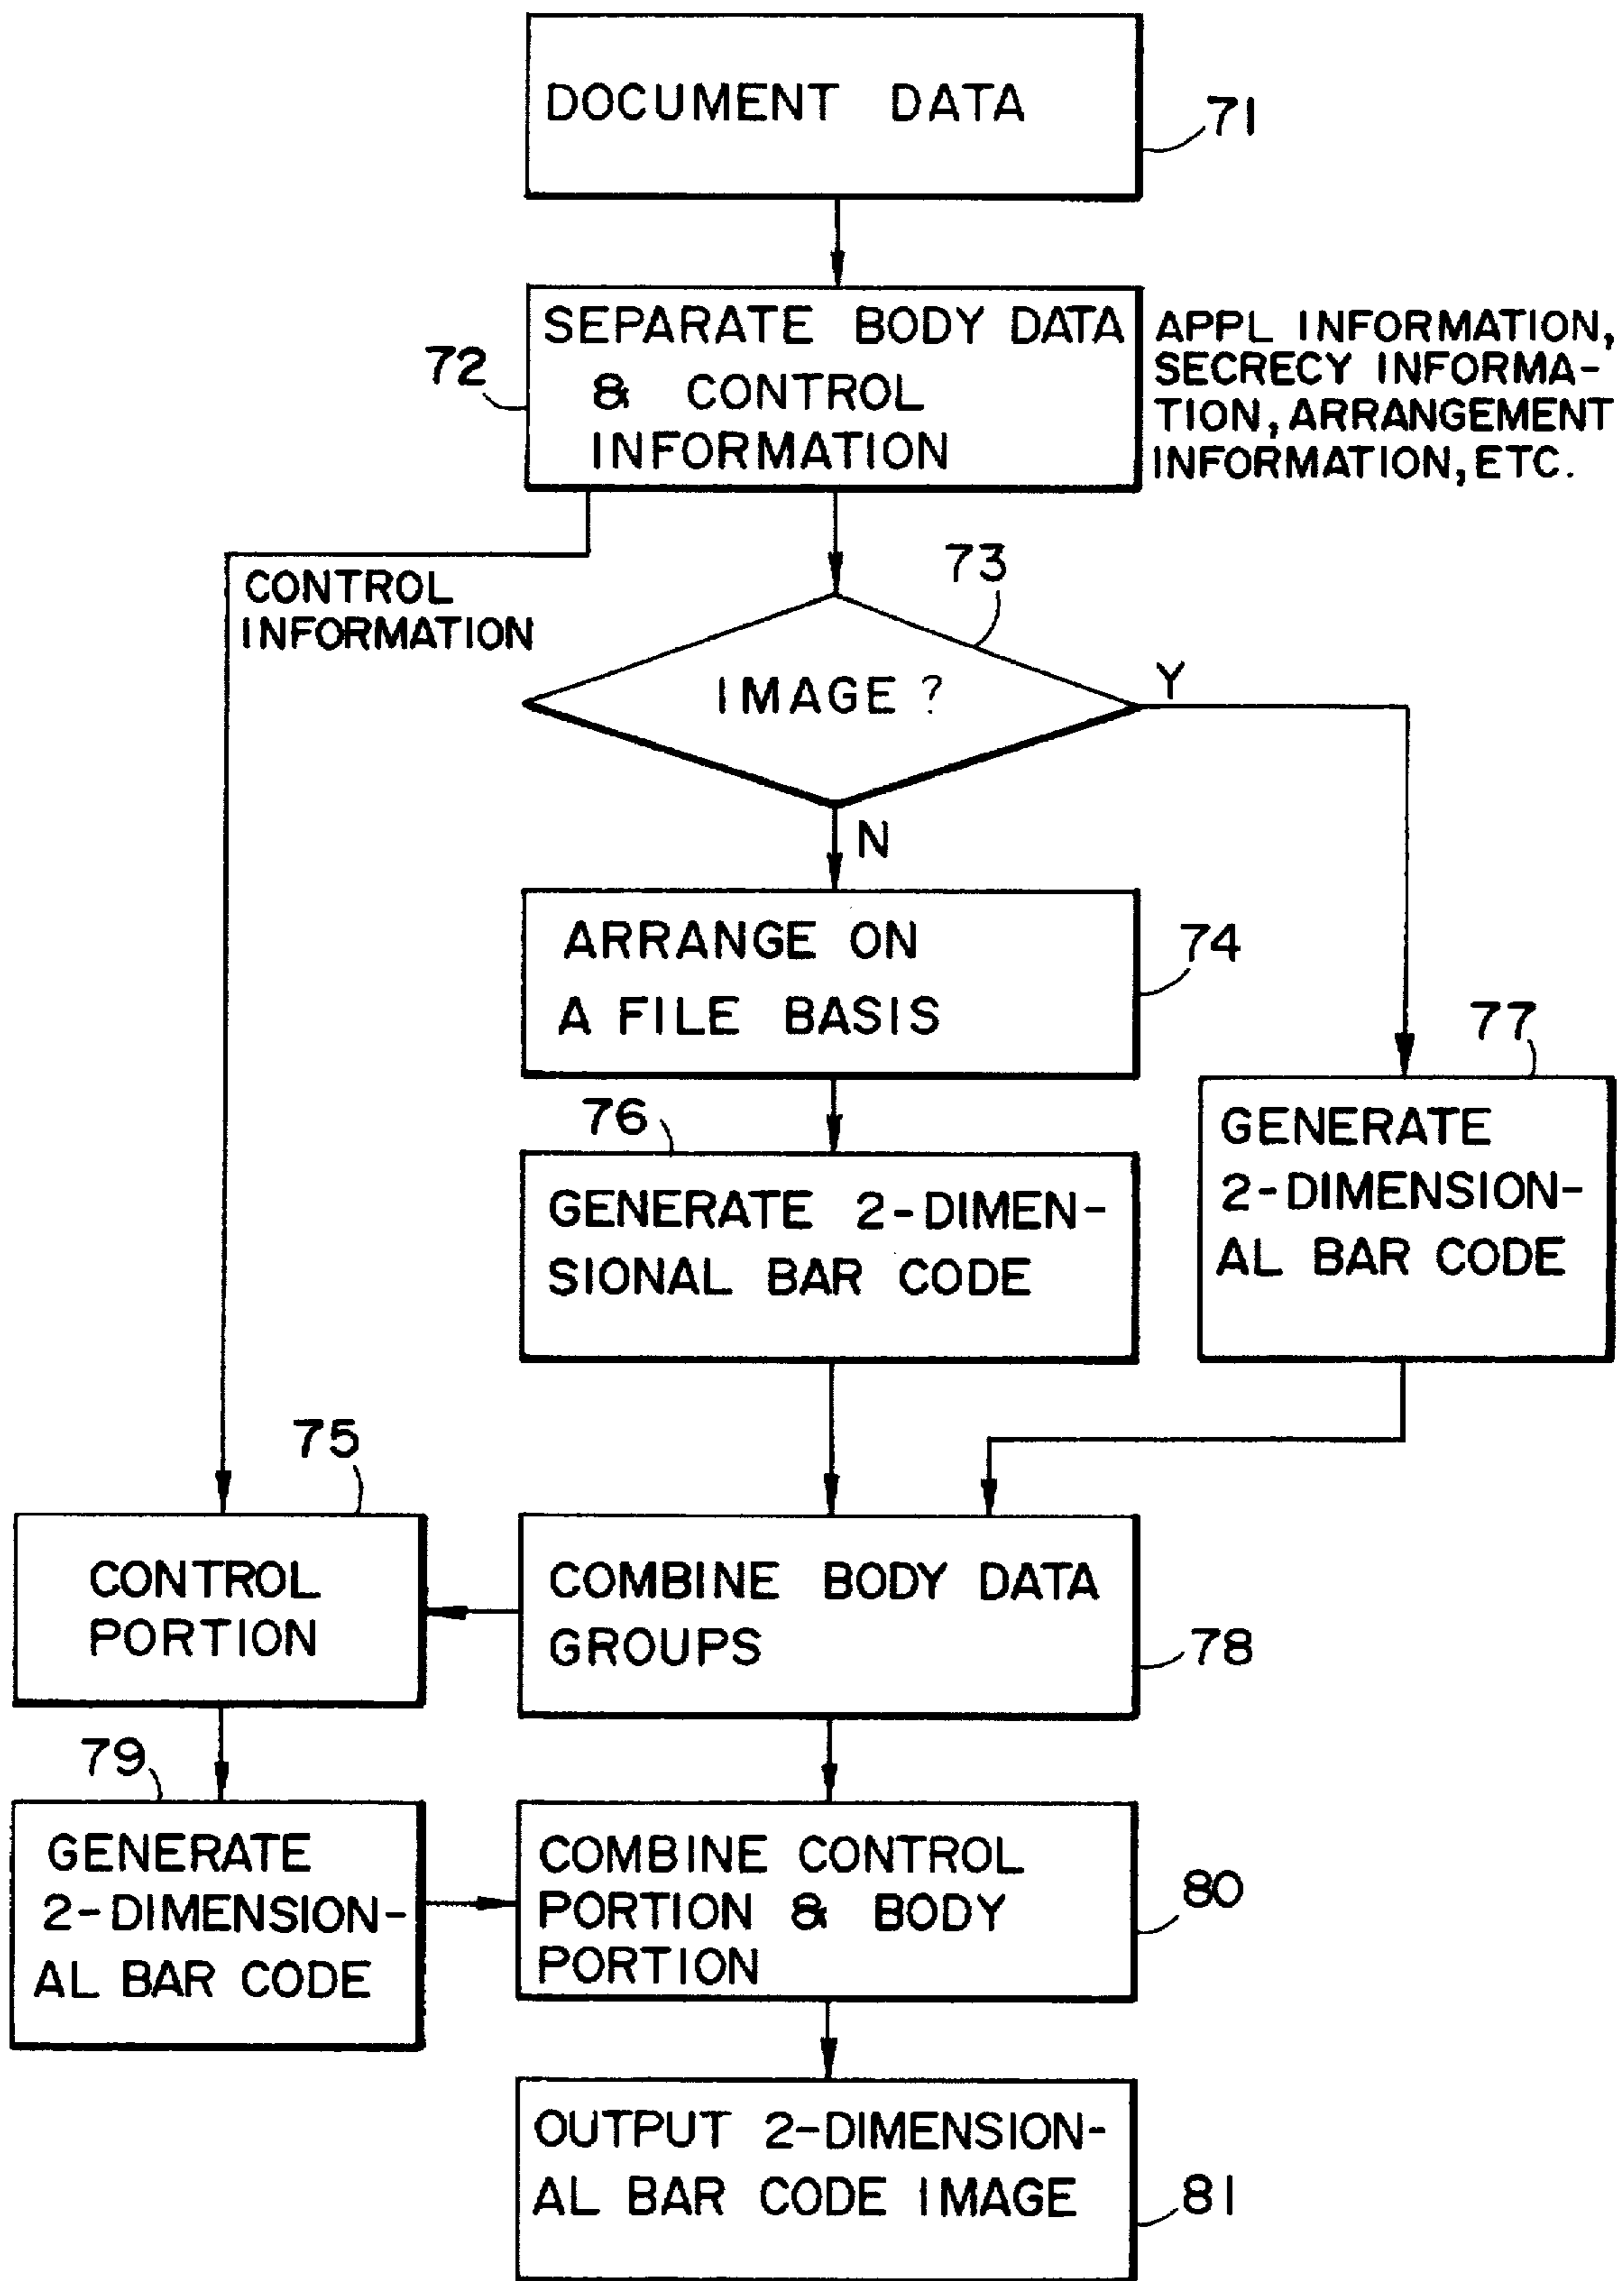 DOCUMENT DATA
71
SEPARATE BODY DATA
& CONTROL
INFORMATION
72
APPL INFORMATION,
SECRECY INFORMA-
TION, ARRANGEMENT
INFORMATION, ETC.
CONTROL
INFORMATION
73
IMAGE ?
Y
N
ARRANGE ON
A FILE BASIS
74
77
GENERATE
2-DIMENSION-
AL BAR CODE
76
GENERATE 2-DIMEN-
SIONAL BAR CODE
75
CONTROL
PORTION
COMBINE BODY DATA
GROUPS
78
79
GENERATE
2-DIMENSION-
AL BAR CODE
COMBINE CONTROL
PORTION & BODY
PORTION
80
OUTPUT 2-DIMENSION-
AL BAR CODE IMAGE
81